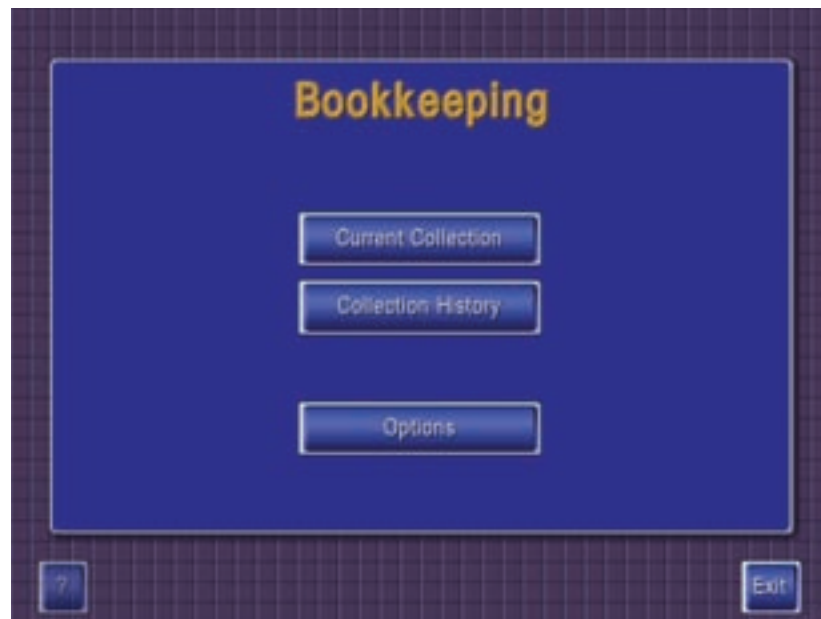 Bookkeeping
Current Collection
Collection History
Options
?
Exit